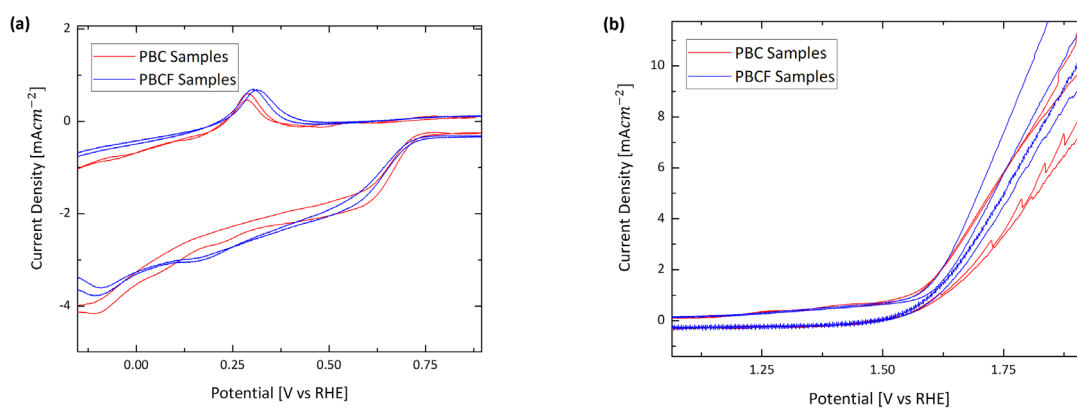 (a)
PBC Samples
PBCF Samples
Current Density [mAcm⁻²]
2
0
-2
-4
0.00
0.25
0.50
0.75
Potential [V vs RHE]
(b)
PBC Samples
PBCF Samples
Current Density [mAcm⁻²]
10
8
6
4
2
0
1.25
1.50
1.75
Potential [V vs RHE]